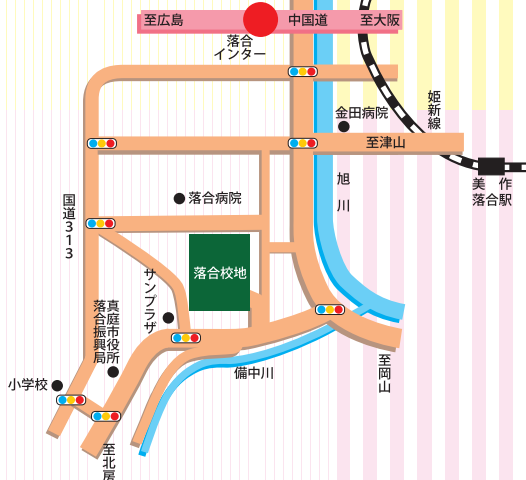 至広島
中国道
至大阪
落合
インター
姫新線
金田病院
至津山
美 作
落合駅
旭川
国道313
落合病院
落合校地
サンプラザ
真庭市役所
落合振興局
小学校
備中川
至岡山
至北房